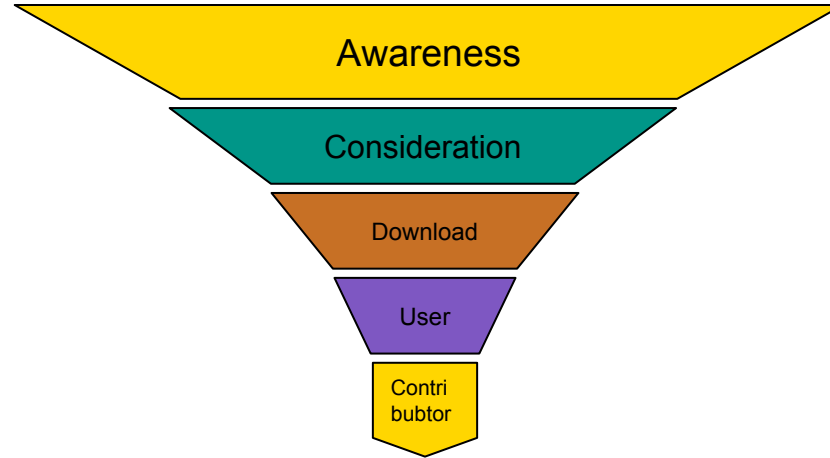 Awareness
Consideration
Download
User
Contri
bubtor